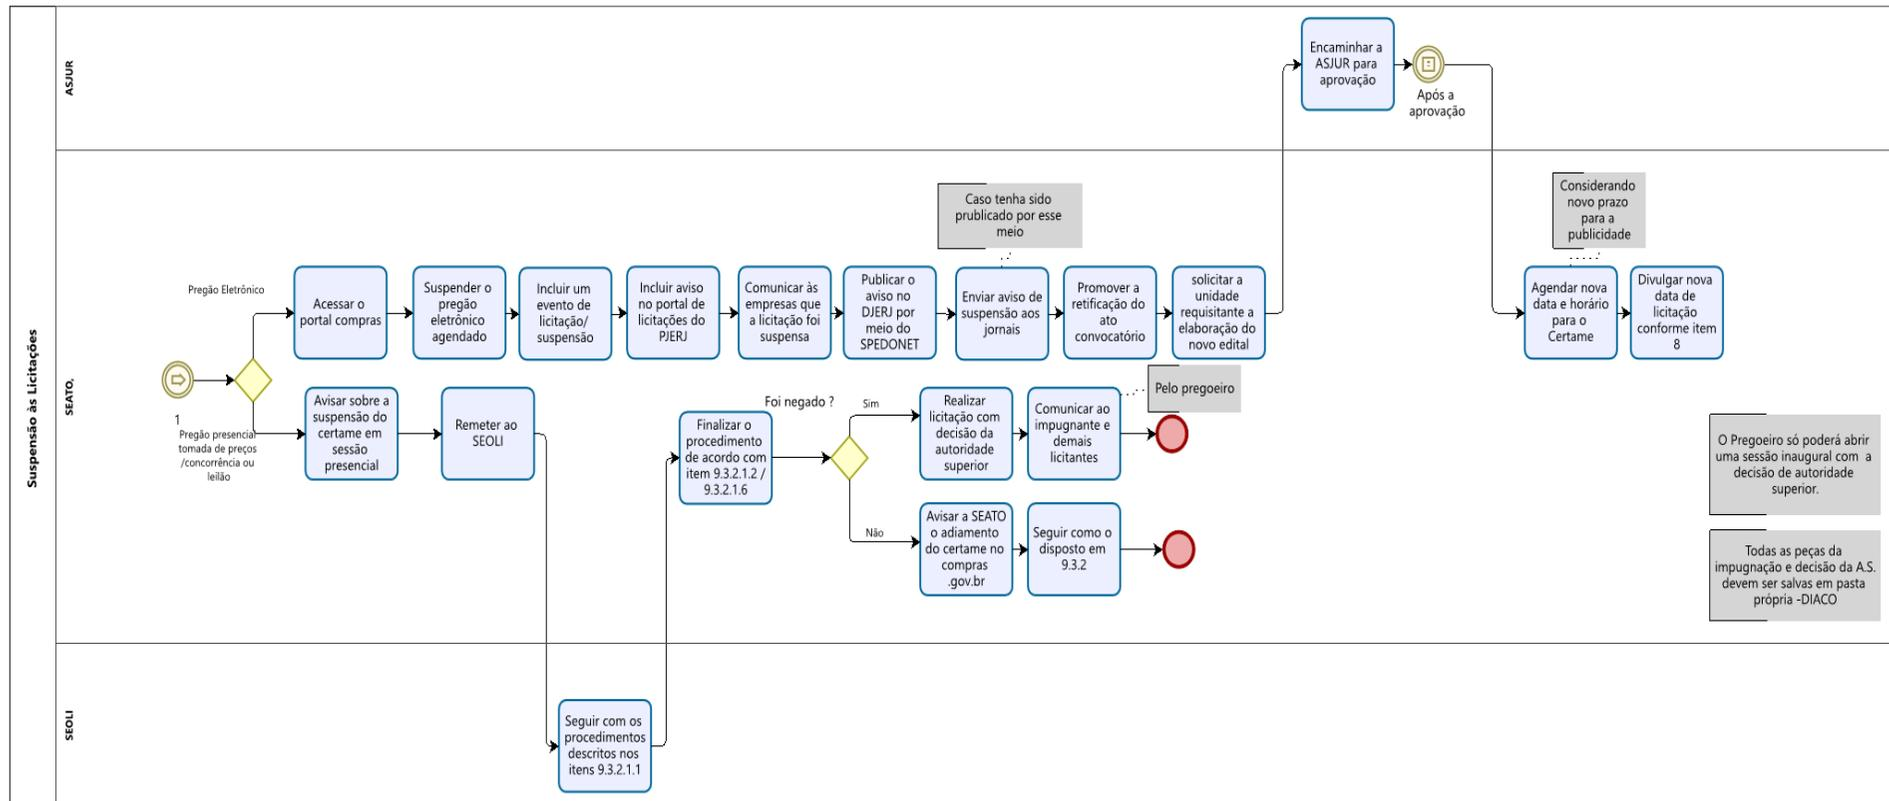 Suspensão às Licitações
ASJUR
Encaminhar a
ASJUR para
aprovação
Após a
aprovação
SEATO,
Caso tenha sido
prublicado por esse
meio
Considerando
novo prazo
para a
publicidade
Pregão Eletrônico
Acessar o
portal compras
Suspender o
pregão
eletrônico
agendado
Incluir um
evento de
licitação/
suspensão
Incluir aviso
no portal de
licitações do
PJERJ
Comunicar às
empresas que
a licitação foi
suspensa
Publicar o
aviso no
DJERJ por
meio do
SPEDONET
Enviar aviso de
suspensão aos
jornais
Promover a
retificação do
ato
convocatório
solicitar a
unidade
requisitante a
elaboração do
novo edital
Agendar nova
data e horário
para o
Certame
Divulgar nova
data de
licitação
conforme item
8
1
Pregão presencial
tomada de preços
/concorrência ou
leilão
Avisar sobre a
suspensão do
certame em
sessão
presencial
Remeter ao
SEOLI
Finalizar o
procedimento
de acordo com
item 9.3.2.1.2 /
9.3.2.1.6
Foi negado ?
Sim
Realizar
licitação com
decisão da
autoridade
superior
Comunicar ao
impugnante e
demais
licitantes
Pelo pregoeiro
Não
Avisar a SEATO
o adiamento
do certame no
compras
.gov.br
Seguir como o
disposto em
9.3.2
O Pregoeiro só poderá abrir
uma sessão inaugural com a
decisão de autoridade
superior.
Todas as peças da
impugnação e decisão da A.S.
devem ser salvas em pasta
própria -DIACO
SEOLI
Seguir com os
procedimentos
descritos nos
itens 9.3.2.1.1